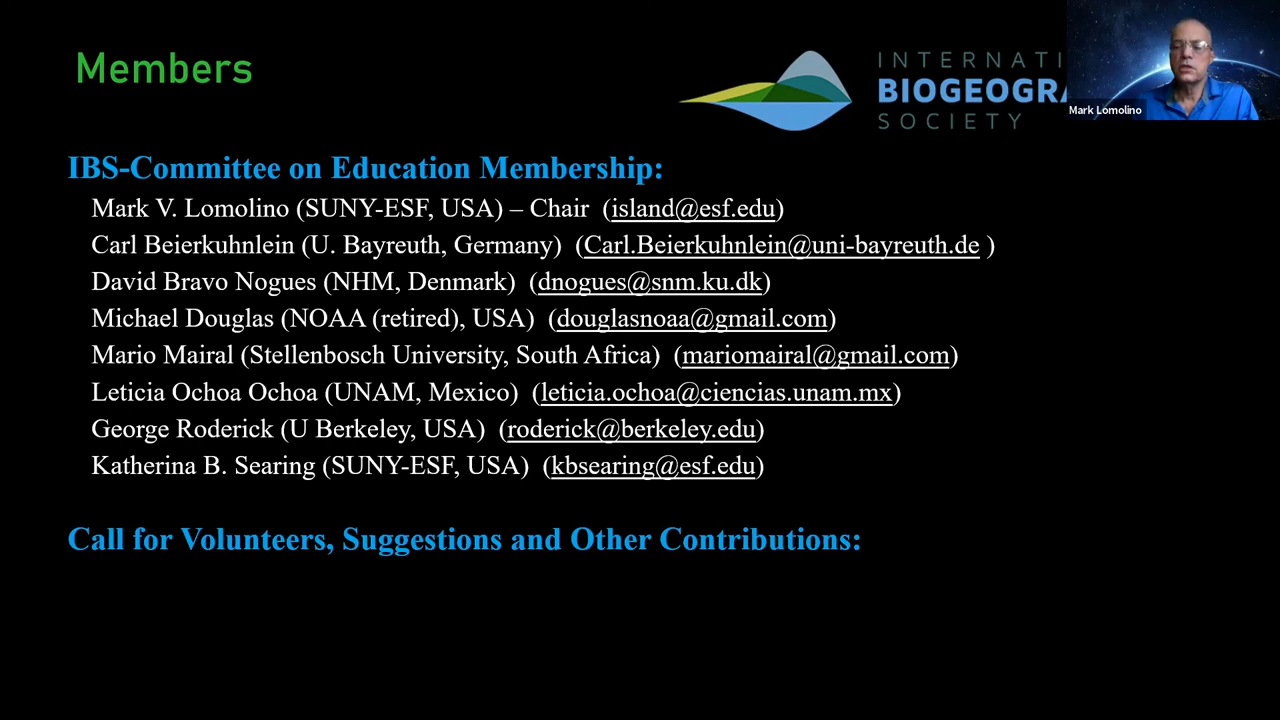 Members
INTERNATI
BIOGEOGRA
SOCIETY
Mark Lomolino
IBS-Committee on Education Membership:
Mark V. Lomolino (SUNY-ESF, USA) – Chair (island@esf.edu)
Carl Beierkuhnlein (U. Bayreuth, Germany) (Carl.Beierkuhnlein@uni-bayreuth.de )
David Bravo Nogues (NHM, Denmark) (dnogues@snm.ku.dk)
Michael Douglas (NOAA (retired), USA) (douglasnoaa@gmail.com)
Mario Mairal (Stellenbosch University, South Africa) (mariomairal@gmail.com)
Leticia Ochoa Ochoa (UNAM, Mexico) (leticia.ochoa@ciencias.unam.mx)
George Roderick (U Berkeley, USA) (roderick@berkeley.edu)
Katherina B. Searing (SUNY-ESF, USA) (kbsearing@esf.edu)
Call for Volunteers, Suggestions and Other Contributions: